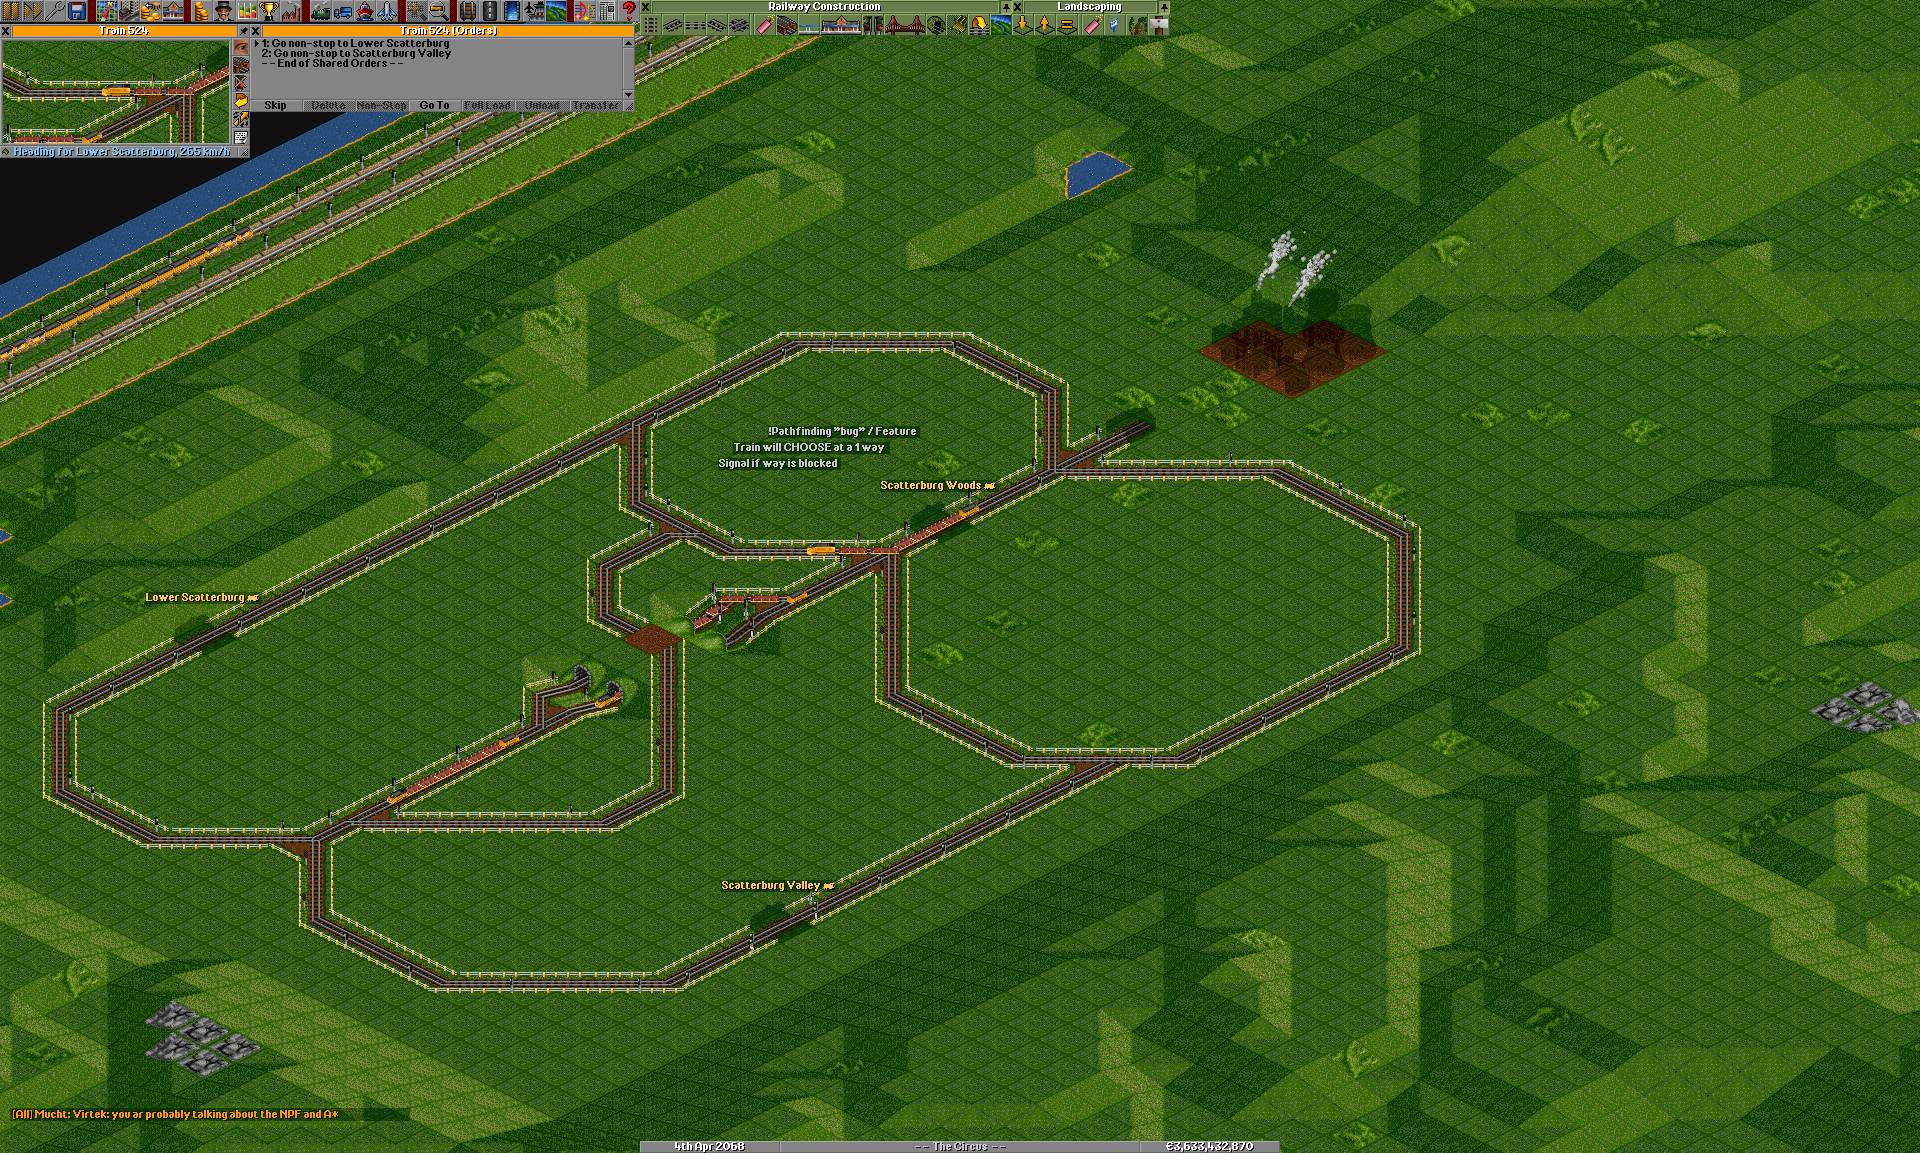 Railway Construction
Landscaping
Train 524
Train 524 (Orders)
1: Go non-stop to Lower Scatterburg
2: Go non-stop to Scatterburg Valley
- - End of Shared Orders - -
Skip
Delete
Non-Stop
Go To
Full Load
Unload
Transfer
Heading for Lower Scatterburg, 265 km/h
!Pathfinding "bug" / Feature
Train will CHOOSE at a 1 way
Signal if way is blocked
Scatterburg Woods
Lower Scatterburg
Scatterburg Valley
[All] Mucht: Virtek: you ar probably talking about the NPF and A*
4th Apr 2068
- - The Circus - -
€3,633,432,870